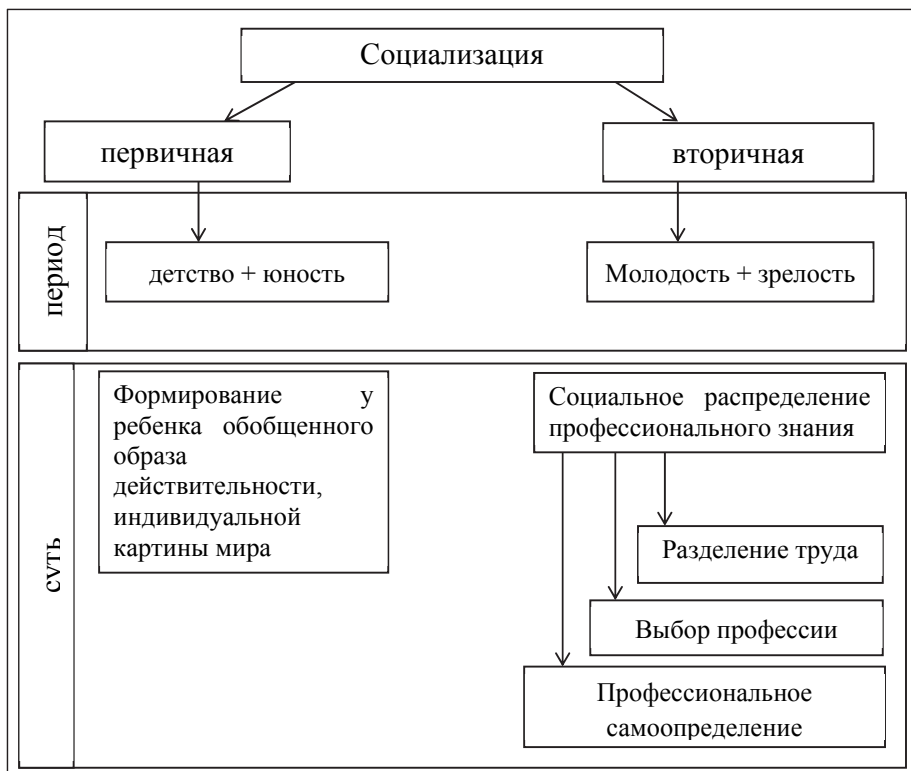 Социализация
первичная
вторичная
период
детство + юность
Молодость + зрелость
суть
Формирование у
ребенка обобщенного
образа
действительности,
индивидуальной
картины мира
Социальное распределение
профессионального знания
Разделение труда
Выбор профессии
Профессиональное
самоопределение